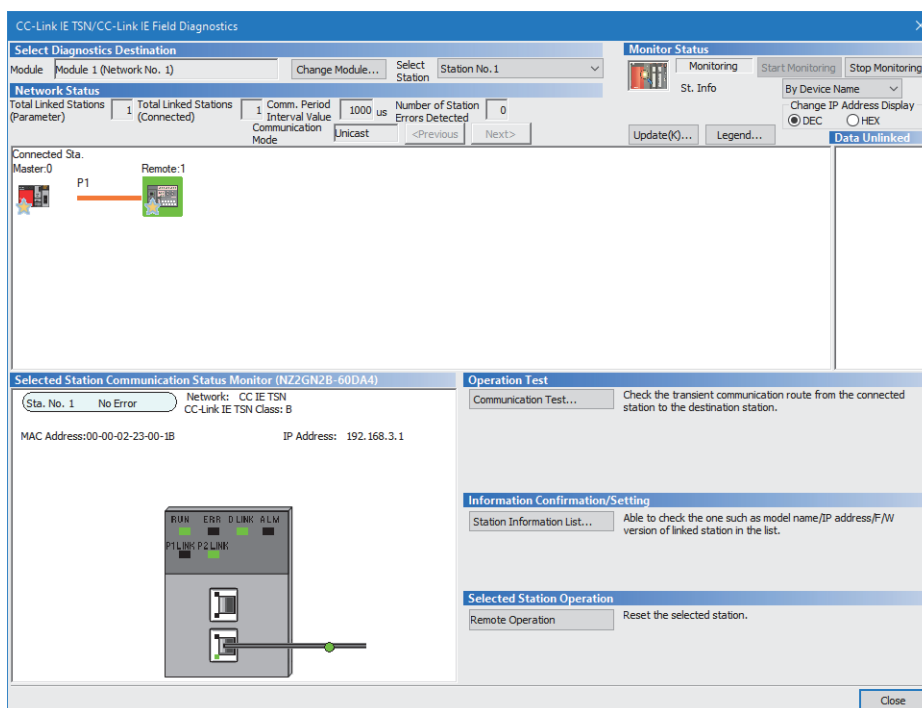 CC-Link IE TSN/CC-Link IE Field Diagnostics
Select Diagnostics Destination
Module Module 1 (Network No. 1) Change Module... Select Station Station No.1
Monitor Status
Monitoring Start Monitoring Stop Monitoring
St. Info By Device Name
Change IP Address Display
DEC HEX
Update(K)... Legend...
Network Status
Total Linked Stations (Parameter) 1 Total Linked Stations (Connected) 1 Comm. Period Interval Value 1000 us Number of Station Errors Detected 0
Communication Mode Unicast <Previous Next>
Data Unlinked
Connected Sta.
Master:0 Remote:1
P1
Selected Station Communication Status Monitor (NZ2GN2B-60DA4)
Sta. No. 1 No Error
Network: CC IE TSN
CC-Link IE TSN Class: B
MAC Address:00-00-02-23-00-1B IP Address: 192.168.3.1
RUN ERR D LINK ALM
P1LINK P2LINK
Operation Test
Communication Test...
Check the transient communication route from the connected
station to the destination station.
Information Confirmation/Setting
Station Information List...
Able to check the one such as model name/IP address/F/W
version of linked station in the list.
Selected Station Operation
Remote Operation
Reset the selected station.
Close